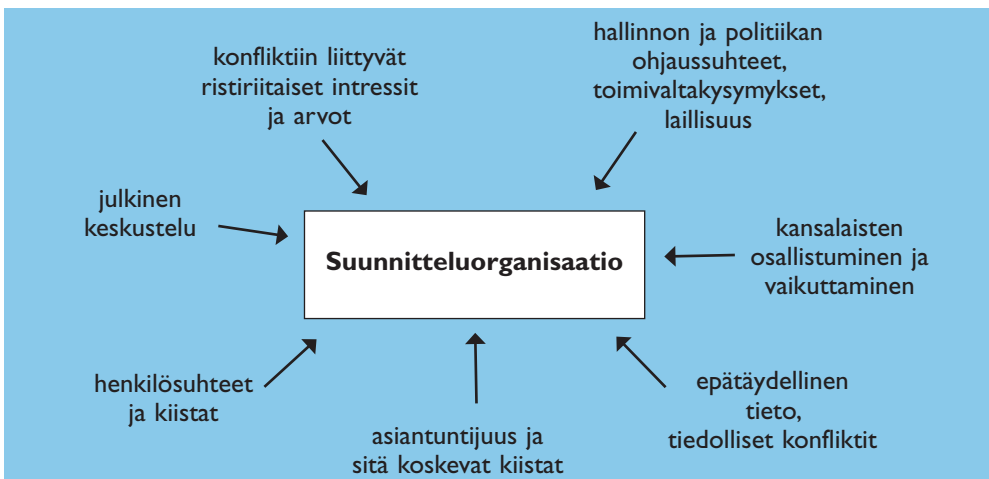 konfliktiin liittyvät
ristiriitaiset intressit
ja arvot
hallinnon ja politiikan
ohjaussuhteet,
toimivaltakysymykset,
laillisuus
julkinen
keskustelu
Suunnitteluorganisaatio
kansalaisten
osallistuminen ja
vaikuttaminen
henkilösuhteet
ja kiistat
asiantuntijuus ja
sitä koskevat kiistat
epätäydellinen
tieto,
tiedolliset konfliktit